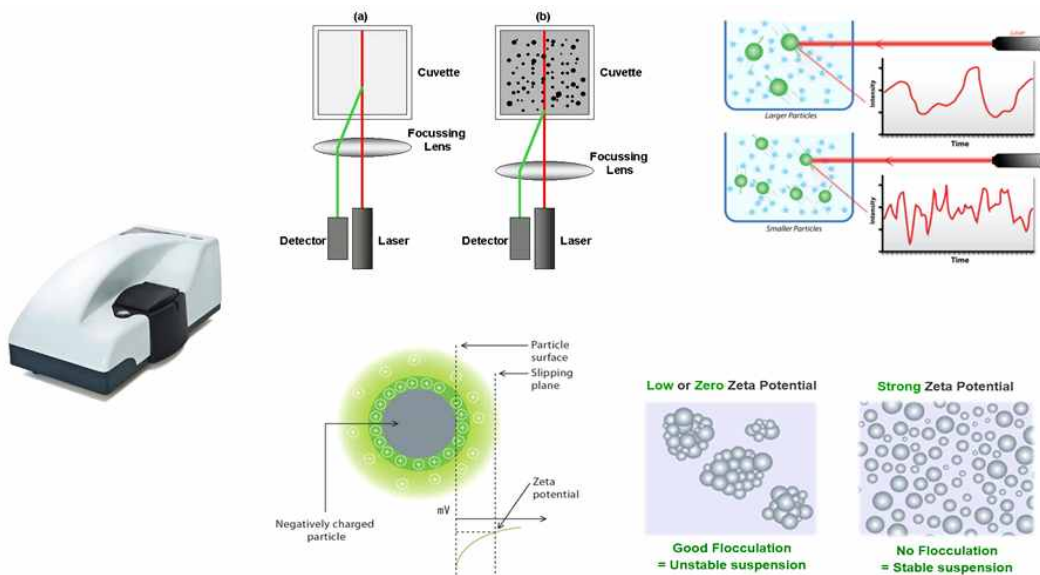 (a)
Cuvette
Focussing
Lens
Detector
Laser
(b)
Cuvette
Focussing
Lens
Detector
Laser
Laser
Larger Particles
Intensity
Time
Smaller Particles
Intensity
Time
Particle
surface
Slipping
plane
Zeta
potential
mV
Negatively charged
particle
Low or Zero Zeta Potential
Good Flocculation
= Unstable suspension
Strong Zeta Potential
No Flocculation
= Stable suspension